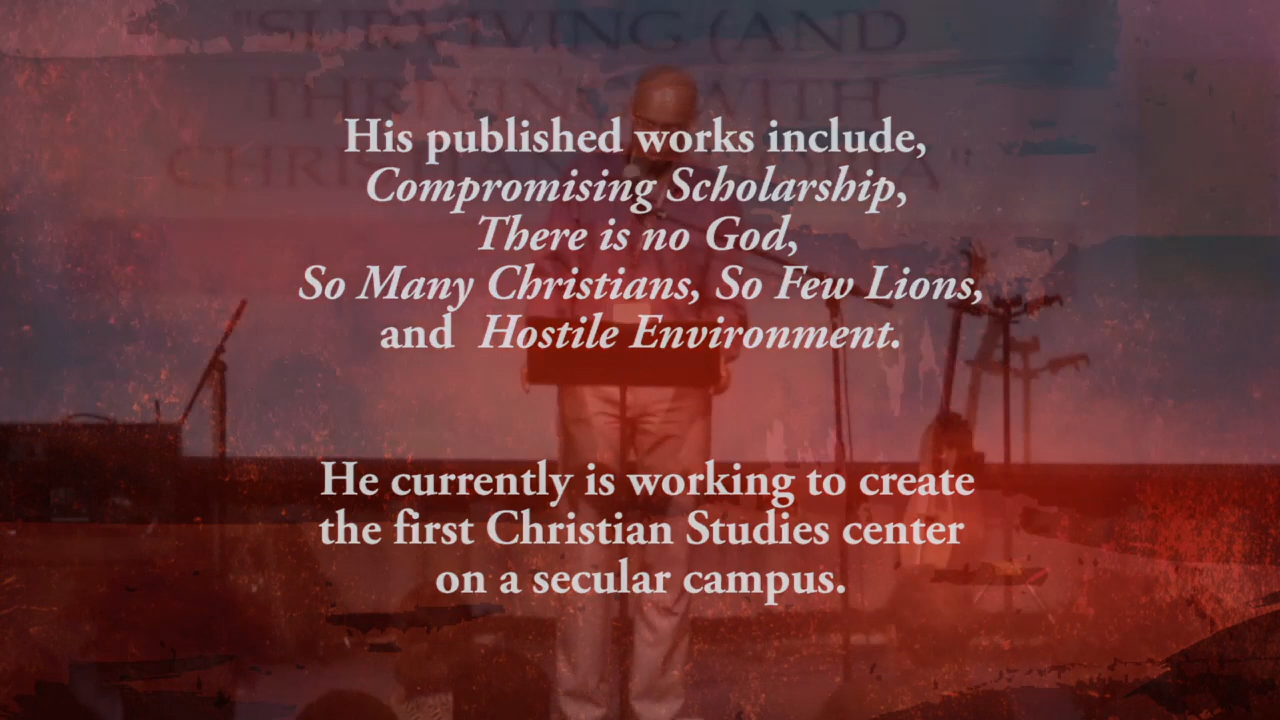 "SURVIVING (AND
THRIVING WITH
His published works include,
Compromising Scholarship,
There is no God,
So Many Christians, So Few Lions,
and Hostile Environment.
He currently is working to create
the first Christian Studies center
on a secular campus.